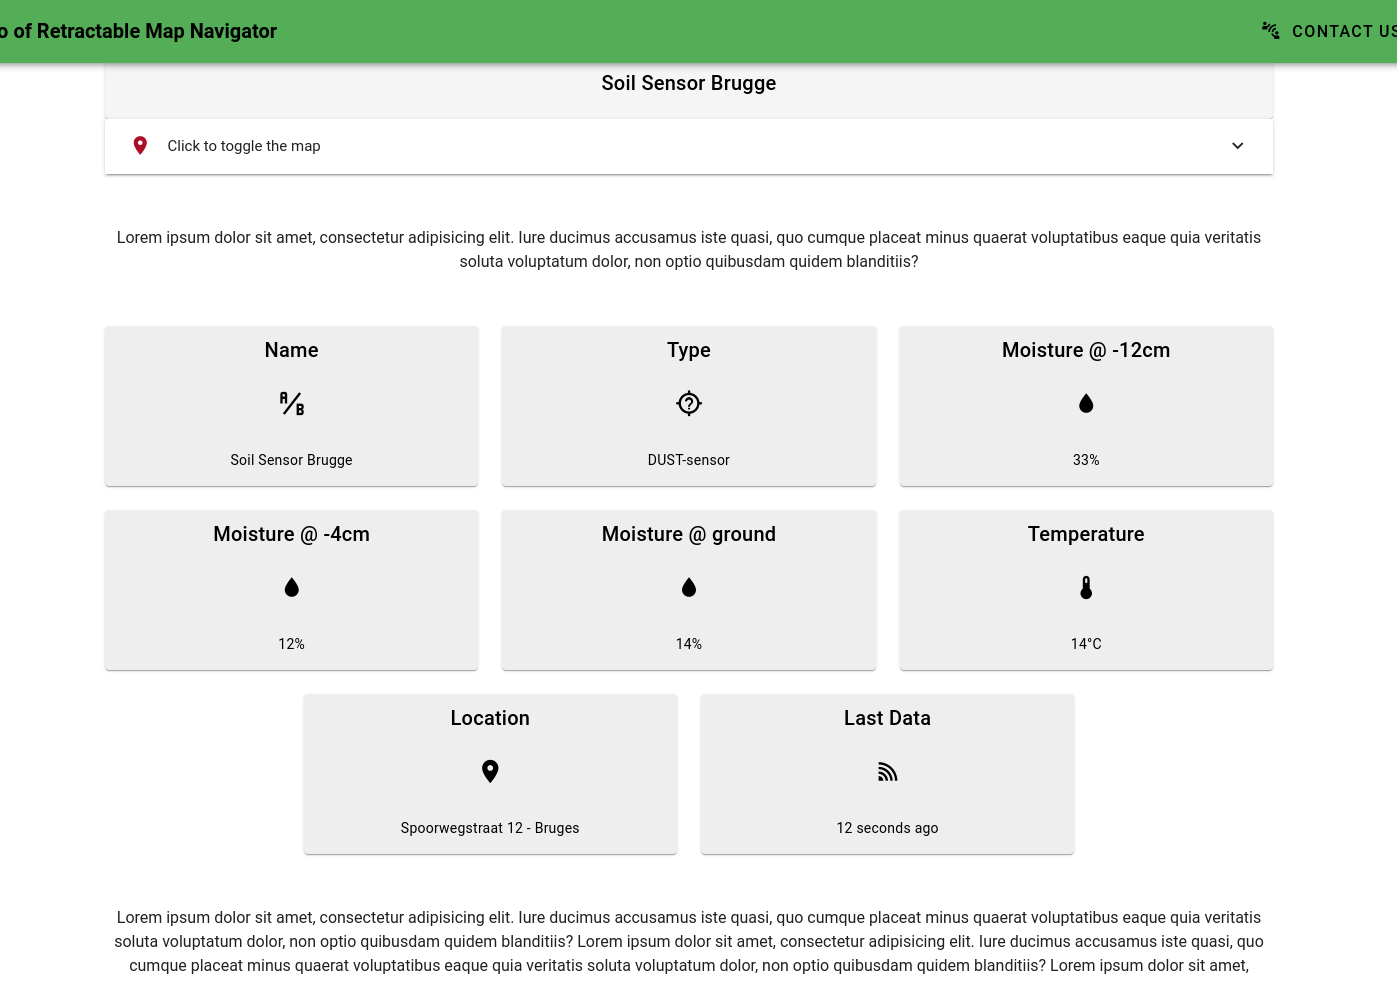 o of Retractable Map Navigator
CONTACT US
Soil Sensor Brugge
Click to toggle the map
Lorem ipsum dolor sit amet, consectetur adipisicing elit. Iure ducimus accusamus iste quasi, quo cumque placeat minus quaerat voluptatibus eaque quia veritatis
soluta voluptatum dolor, non optio quibusdam quidem blanditiis?
Name
A/B
Soil Sensor Brugge
Type
?
DUST-sensor
Moisture @ -12cm
33%
Moisture @ -4cm
12%
Moisture @ ground
14%
Temperature
14°C
Location
Spoorwegstraat 12 - Bruges
Last Data
12 seconds ago
Lorem ipsum dolor sit amet, consectetur adipisicing elit. Iure ducimus accusamus iste quasi, quo cumque placeat minus quaerat voluptatibus eaque quia veritatis
soluta voluptatum dolor, non optio quibusdam quidem blanditiis? Lorem ipsum dolor sit amet, consectetur adipisicing elit. Iure ducimus accusamus iste quasi, quo
cumque placeat minus quaerat voluptatibus eaque quia veritatis soluta voluptatum dolor, non optio quibusdam quidem blanditiis? Lorem ipsum dolor sit amet,